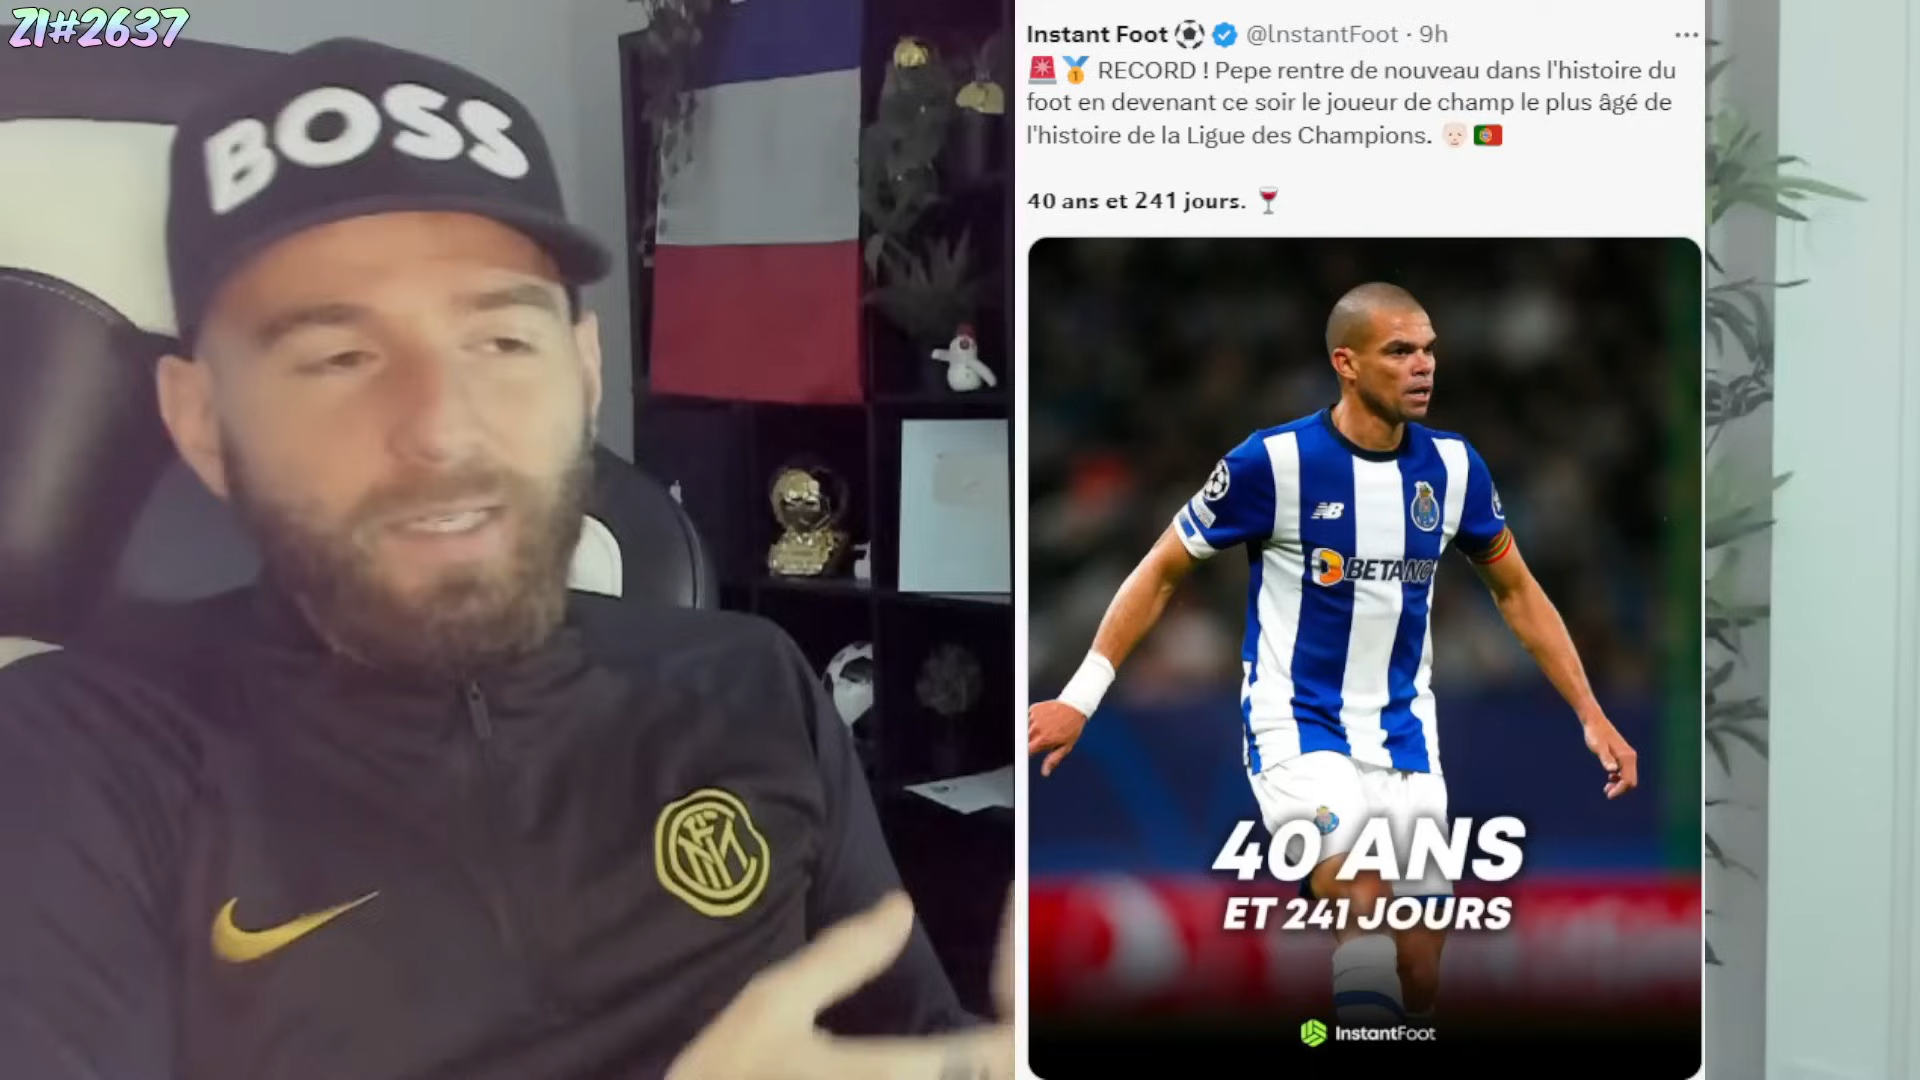 ZI#2637
BOSS
Instant Foot @lnstantFoot · 9h
RECORD ! Pepe rentre de nouveau dans l'histoire du
foot en devenant ce soir le joueur de champ le plus âgé de
l'histoire de la Ligue des Champions.
40 ans et 241 jours.
NB
BETANO
40 ANS
ET 241 JOURS
InstantFoot